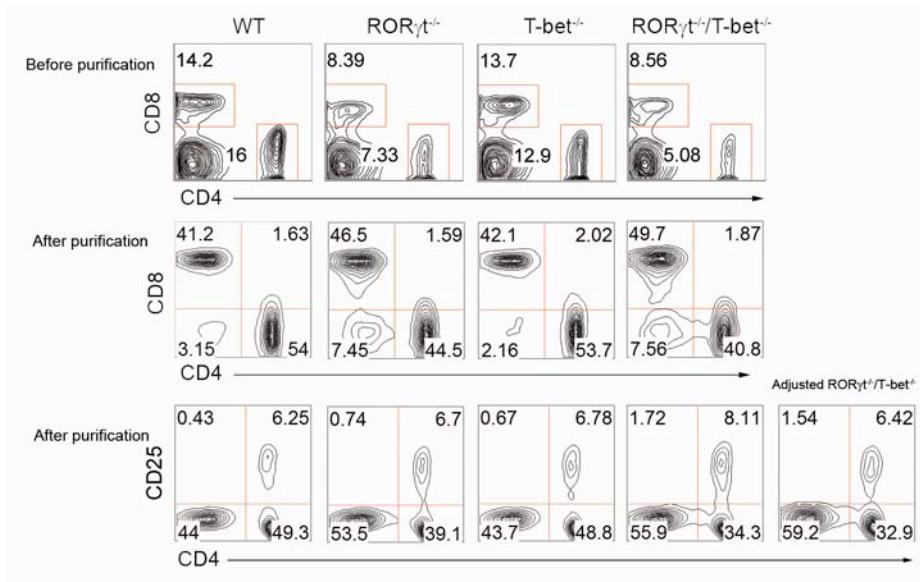 WT RORγt-/- T-bet-/- RORγt-/-/T-bet-/-
Before purification
CD8
14.2 8.39 13.7 8.56
16 7.33 12.9 5.08
CD4
After purification
CD8
41.2 1.63 46.5 1.59 42.1 2.02 49.7 1.87
3.15 54 7.45 44.5 2.16 53.7 7.56 40.8
CD4
Adjusted RORγt-/-/T-bet-/-
After purification
CD25
0.43 6.25 0.74 6.7 0.67 6.78 1.72 8.11 1.54 6.42
44 49.3 53.5 39.1 43.7 48.8 55.9 34.3 59.2 32.9
CD4